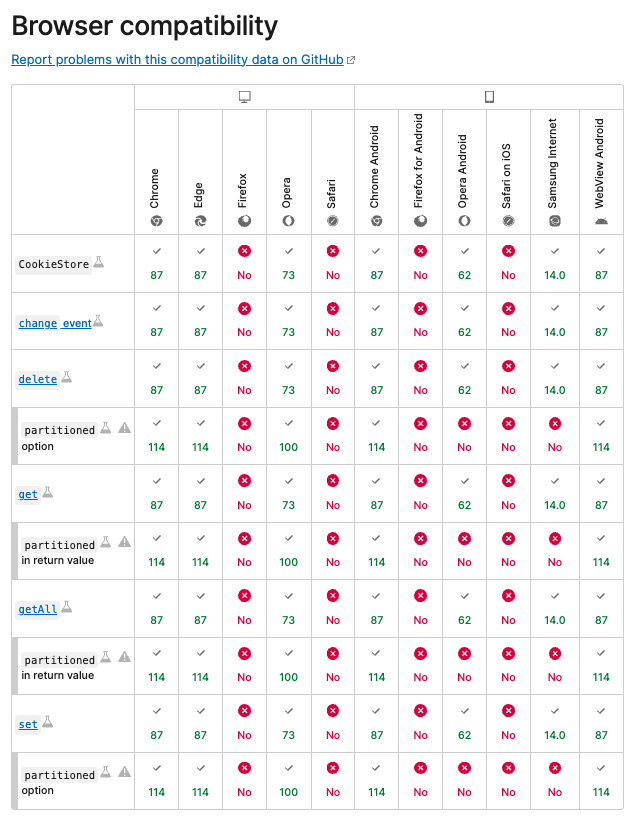 Browser compatibility
Report problems with this compatibility data on GitHub
Chrome Edge Firefox Opera Safari Chrome Android Firefox for Android Opera Android Safari on iOS Samsung Internet WebView Android
CookieStore 87 87 No 73 No 87 No 62 No 14.0 87
change event 87 87 No 73 No 87 No 62 No 14.0 87
delete 87 87 No 73 No 87 No 62 No 14.0 87
partitioned
option 114 114 No 100 No 114 No No No No 114
get 87 87 No 73 No 87 No 62 No 14.0 87
partitioned
in return value 114 114 No 100 No 114 No No No No 114
getAll 87 87 No 73 No 87 No 62 No 14.0 87
partitioned
in return value 114 114 No 100 No 114 No No No No 114
set 87 87 No 73 No 87 No 62 No 14.0 87
partitioned
option 114 114 No 100 No 114 No No No No 114